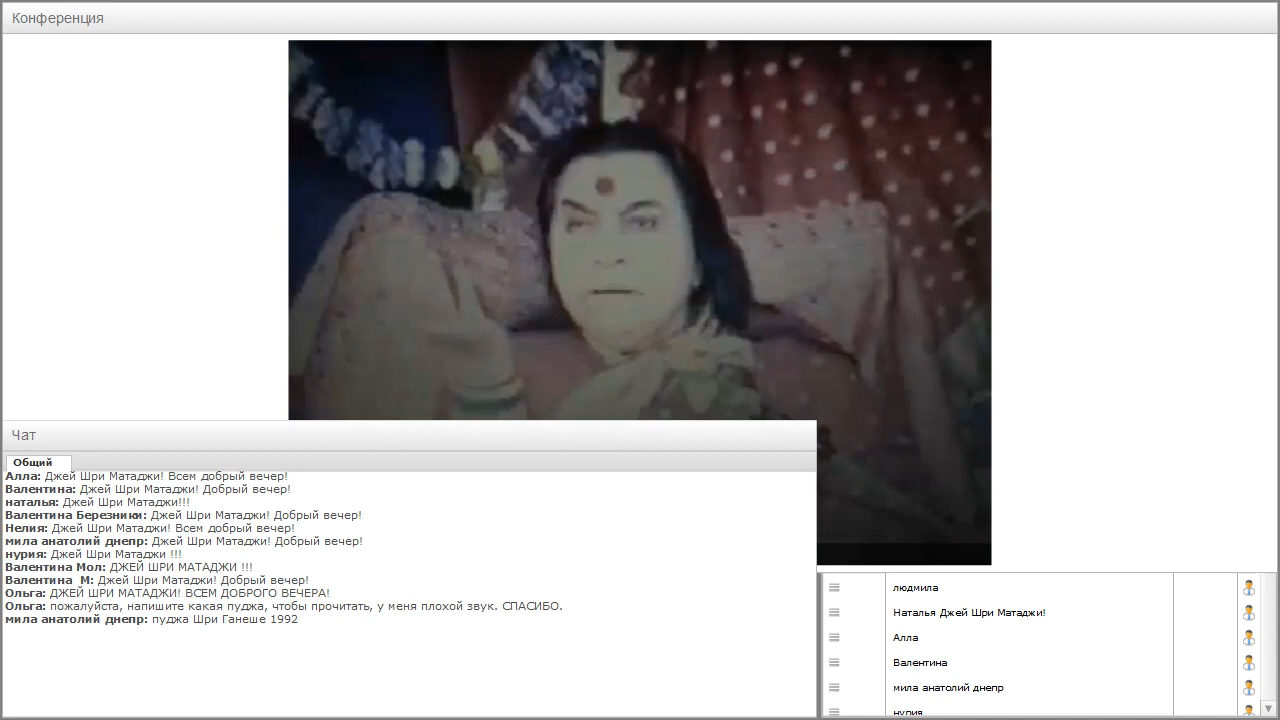 Конференция
Чат
Общий
Алла: Джей Шри Матаджи! Всем добрый вечер!
Валентина: Джей Шри Матаджи! Добрый вечер!
наталья: Джей Шри Матаджи!!!
Валентина Березники: Джей Шри Матаджи! Добрый вечер!
Нелия: Джей Шри Матаджи! Всем добрый вечер!
мила анатолий днепр: Джей Шри Матаджи! Добрый вечер!
нурия: Джей Шри Матаджи !!!
Валентина Мол: ДЖЕЙ ШРИ МАТАДЖИ !!!
Валентина_М: Джей Шри Матаджи! Добрый вечер!
Ольга: ДЖЕЙ ШРИ МАТАДЖИ! ВСЕМ ДОБРОГО ВЕЧЕРА!
Ольга: пожалуйста, напишите какая пуджа, чтобы прочитать, у меня плохой звук. СПАСИБО.
мила анатолий днепр: пуджа Шри Ганеше 1992
людмила
Наталья Джей Шри Матаджи!
Алла
Валентина
мила анатолий днепр
нурия